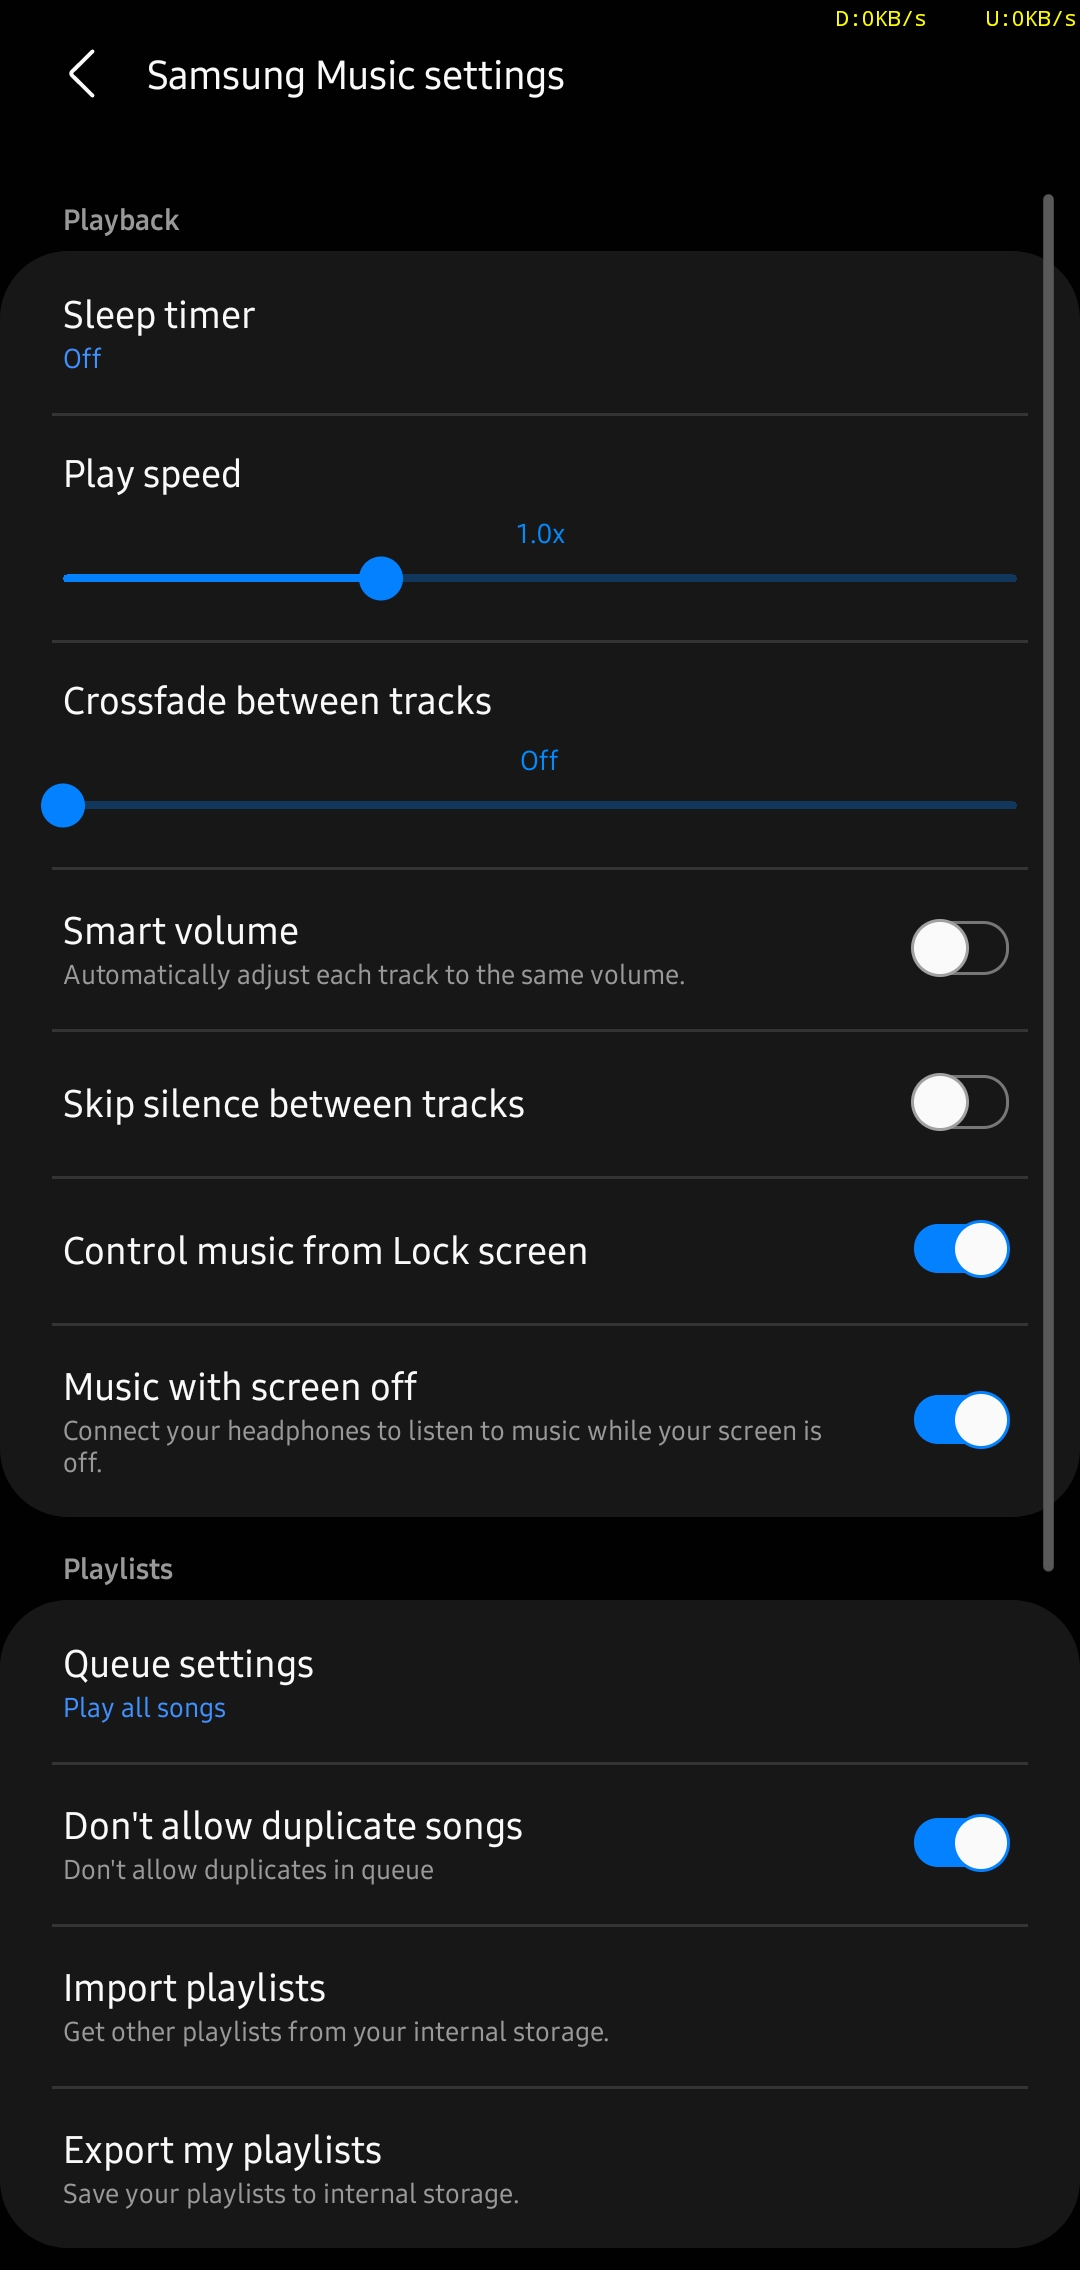 D:0KB/s U:0KB/s
Samsung Music settings
Playback
Sleep timer
Off
Play speed
1.0x
Crossfade between tracks
Off
Smart volume
Automatically adjust each track to the same volume.
Skip silence between tracks
Control music from Lock screen
Music with screen off
Connect your headphones to listen to music while your screen is
off.
Playlists
Queue settings
Play all songs
Don't allow duplicate songs
Don't allow duplicates in queue
Import playlists
Get other playlists from your internal storage.
Export my playlists
Save your playlists to internal storage.